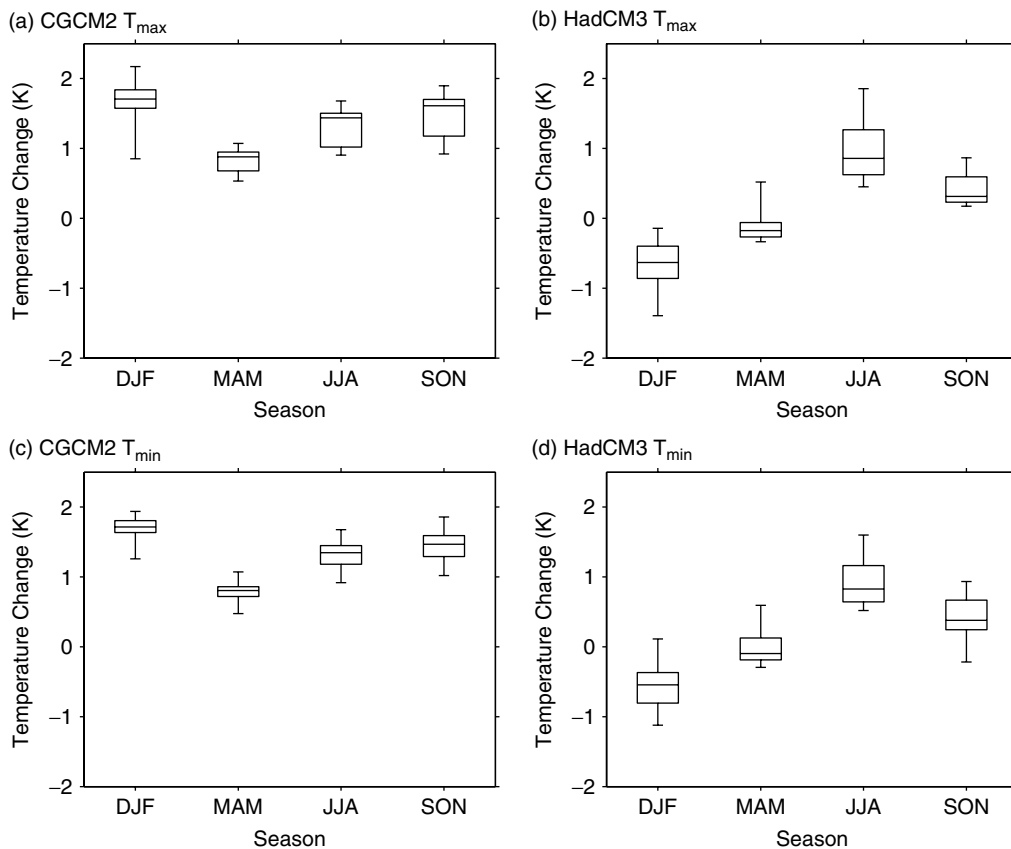 (a) CGCM2 Tmax
Temperature Change (K)
2
1
0
−1
−2
DJF MAM JJA SON
Season
(b) HadCM3 Tmax
Temperature Change (K)
2
1
0
−1
−2
DJF MAM JJA SON
Season
(c) CGCM2 Tmin
Temperature Change (K)
2
1
0
−1
−2
DJF MAM JJA SON
Season
(d) HadCM3 Tmin
Temperature Change (K)
2
1
0
−1
−2
DJF MAM JJA SON
Season